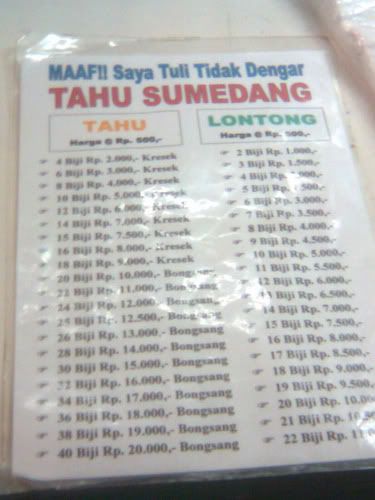 MAAF!! Saya Tuli Tidak Dengar
TAHU SUMEDANG
TAHU
Harga @ Rp. 500,-
4 Biji Rp. 2.000,- Kresek
6 Biji Rp. 3.000,- Kresek
8 Biji Rp. 4.000,- Kresek
10 Biji Rp. 5.000,- Kresek
12 Biji Rp. 6.000,- Kresek
14 Biji Rp. 7.000,- Kresek
15 Biji Rp. 7.500,- Kresek
16 Biji Rp. 8.000,- Kresek
18 Biji Rp. 9.000,- Kresek
20 Biji Rp. 10.000,- Bongsang
22 Biji Rp. 11.000,- Bongsang
24 Biji Rp. 12.000,- Bongsang
25 Biji Rp. 12.500,- Bongsang
26 Biji Rp. 13.000,- Bongsang
28 Biji Rp. 14.000,- Bongsang
30 Biji Rp. 15.000,- Bongsang
32 Biji Rp. 16.000,- Bongsang
34 Biji Rp. 17.000,- Bongsang
36 Biji Rp. 18.000,- Bongsang
38 Biji Rp. 19.000,- Bongsang
40 Biji Rp. 20.000,- Bongsang
LONTONG
Harga @ Rp. 500,-
2 Biji Rp. 1.000,-
3 Biji Rp. 1.500,-
4 Biji Rp. 2.000,-
5 Biji Rp. 2.500,-
6 Biji Rp. 3.000,-
7 Biji Rp. 3.500,-
8 Biji Rp. 4.000,-
9 Biji Rp. 4.500,-
10 Biji Rp. 5.000,-
11 Biji Rp. 5.500,-
12 Biji Rp. 6.000,-
13 Biji Rp. 6.500,-
14 Biji Rp. 7.000,-
15 Biji Rp. 7.500,-
16 Biji Rp. 8.000,-
17 Biji Rp. 8.500,-
18 Biji Rp. 9.000,-
19 Biji Rp. 9.500,-
20 Biji Rp.
21 Biji Rp.
22 Biji Rp.